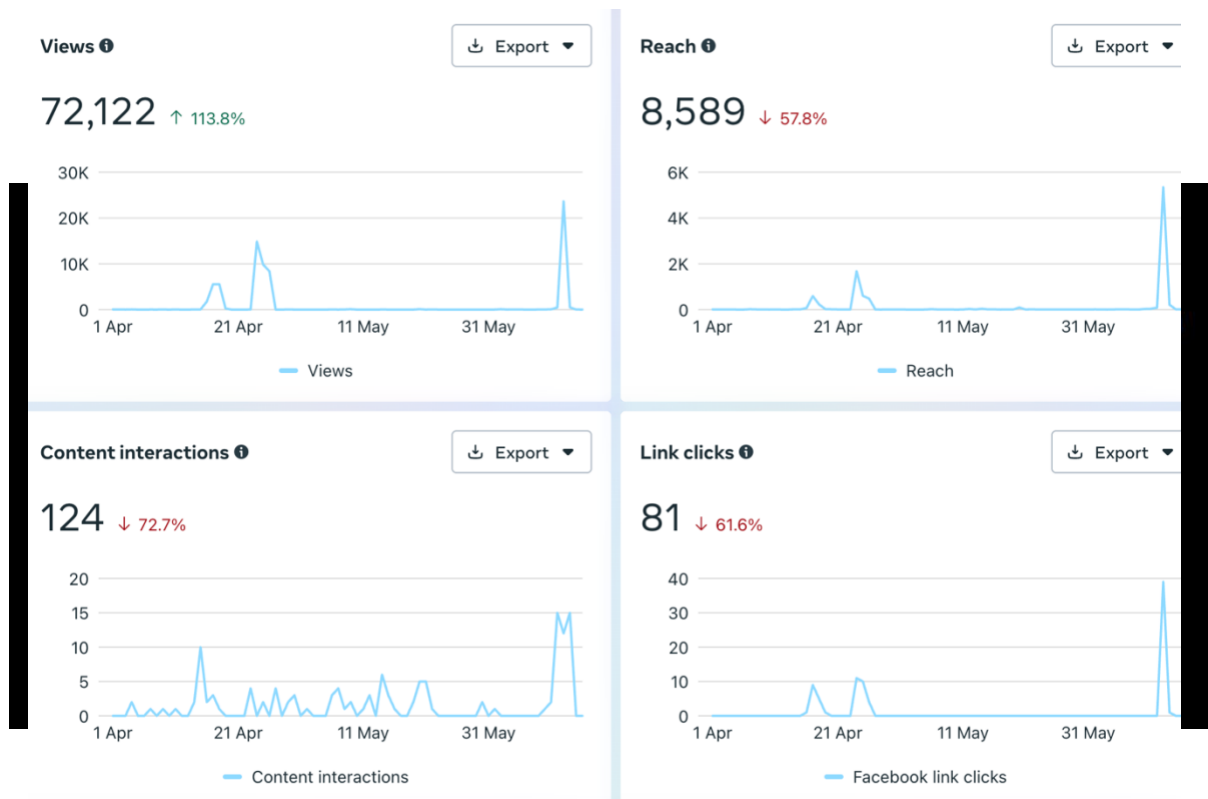 Views
Export
72,122 ↑ 113.8%
30K
20K
10K
0
1 Apr 21 Apr 11 May 31 May
Views
Reach
Export
8,589 ↓ 57.8%
6K
4K
2K
0
1 Apr 21 Apr 11 May 31 May
Reach
Content interactions
Export
124 ↓ 72.7%
20
15
10
5
0
1 Apr 21 Apr 11 May 31 May
Content interactions
Link clicks
Export
81 ↓ 61.6%
40
30
20
10
0
1 Apr 21 Apr 11 May 31 May
Facebook link clicks